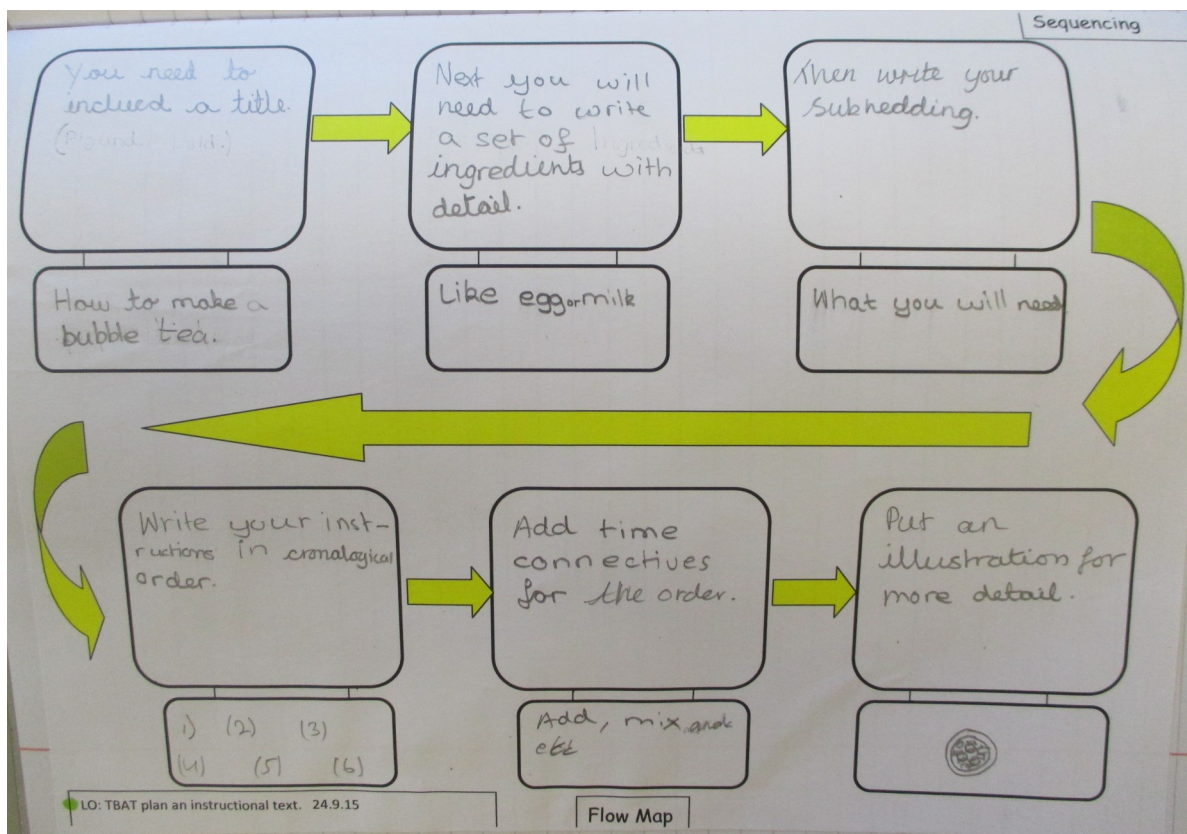 Sequencing
You need to
inclued a title.
Next you will
need to write
a set of
ingredients with
detail.
Then write your
subhedding.
How to make a
bubble tea.
Like egg or milk
What you will need
Write your inst-
ructions in cronalogical
order.
Add time
connectives
for the order.
Put an
illustration for
more detail.
1) (2) (3)
(4) (5) (6)
Add, mix and
etc
LO: TBAT plan an instructional text. 24.9.15
Flow Map